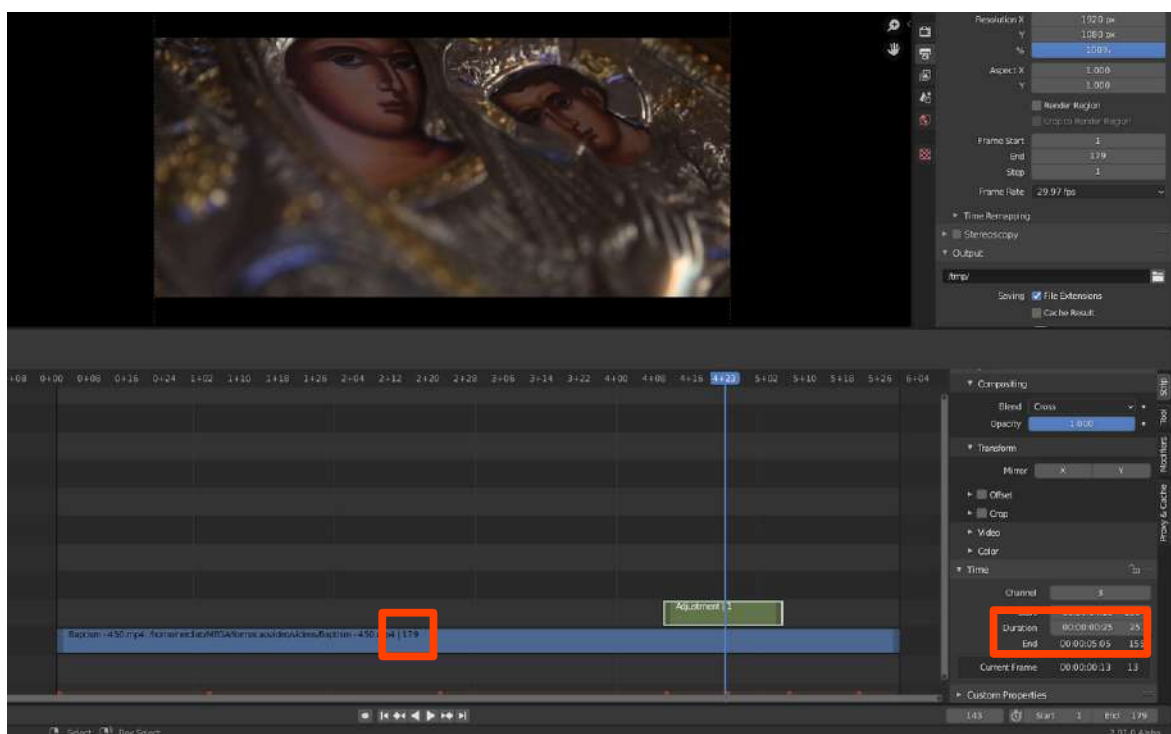 Resolution X 1920 px
Y 1080 px
% 100%
Aspect X 1.000
Y 1.000
Render Region
Crop to Render Region
Frame Start 1
End 179
Step 1
Frame Rate 29.97 fps
Time Remapping
Stereoscopy
Output
/tmp/
Saving File Extensions
Cache Result
0+00 0+08 0+16 0+24 1+02 1+10 1+18 1+26 2+04 2+12 2+20 2+28 3+06 3+14 3+22 4+00 4+08 4+16 4+23 5+02 5+10 5+18 5+26 6+04
Compositing
Blend Cross
Opacity 1.000
Transform
Mirror X Y
Offset
Crop
Video
Color
Time
Channel 3
Adjustment | 1
Duration 00:00:00:25 25
Baptism - 450.mp4 | 179
End 00:00:05:05 155
Current Frame 00:00:00:13 13
Custom Properties
143 Start 1 End 179
Select Box Select
Strip
Tool
Modifiers
Proxy & Cache